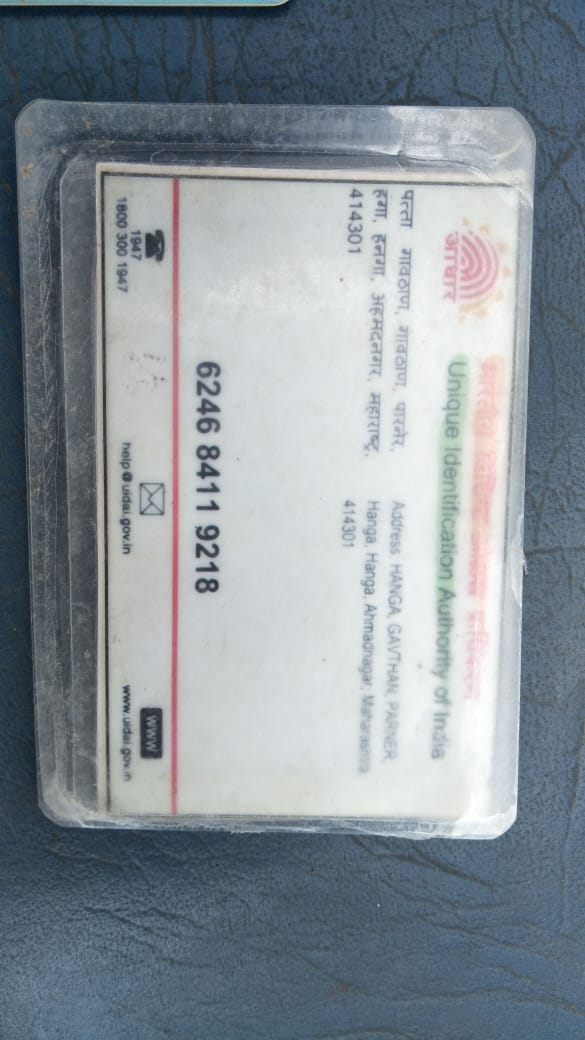 आधार
भारतीय विशिष्ट पहचान प्राधिकरण
Unique Identification Authority of India
पत्ता गावठाण, गावठाण, पारनेर,
हंगा, हनगा, अहमदनगर, महाराष्ट्र,
414301
Address HANGA, GAVTHAN, PARNER,
Hanga, Hanga, Ahmadnagar, Maharashtra
414301
6246 8411 9218
1947
1800 300 1947
help@uidai.gov.in
WWW
www.uidai.gov.in